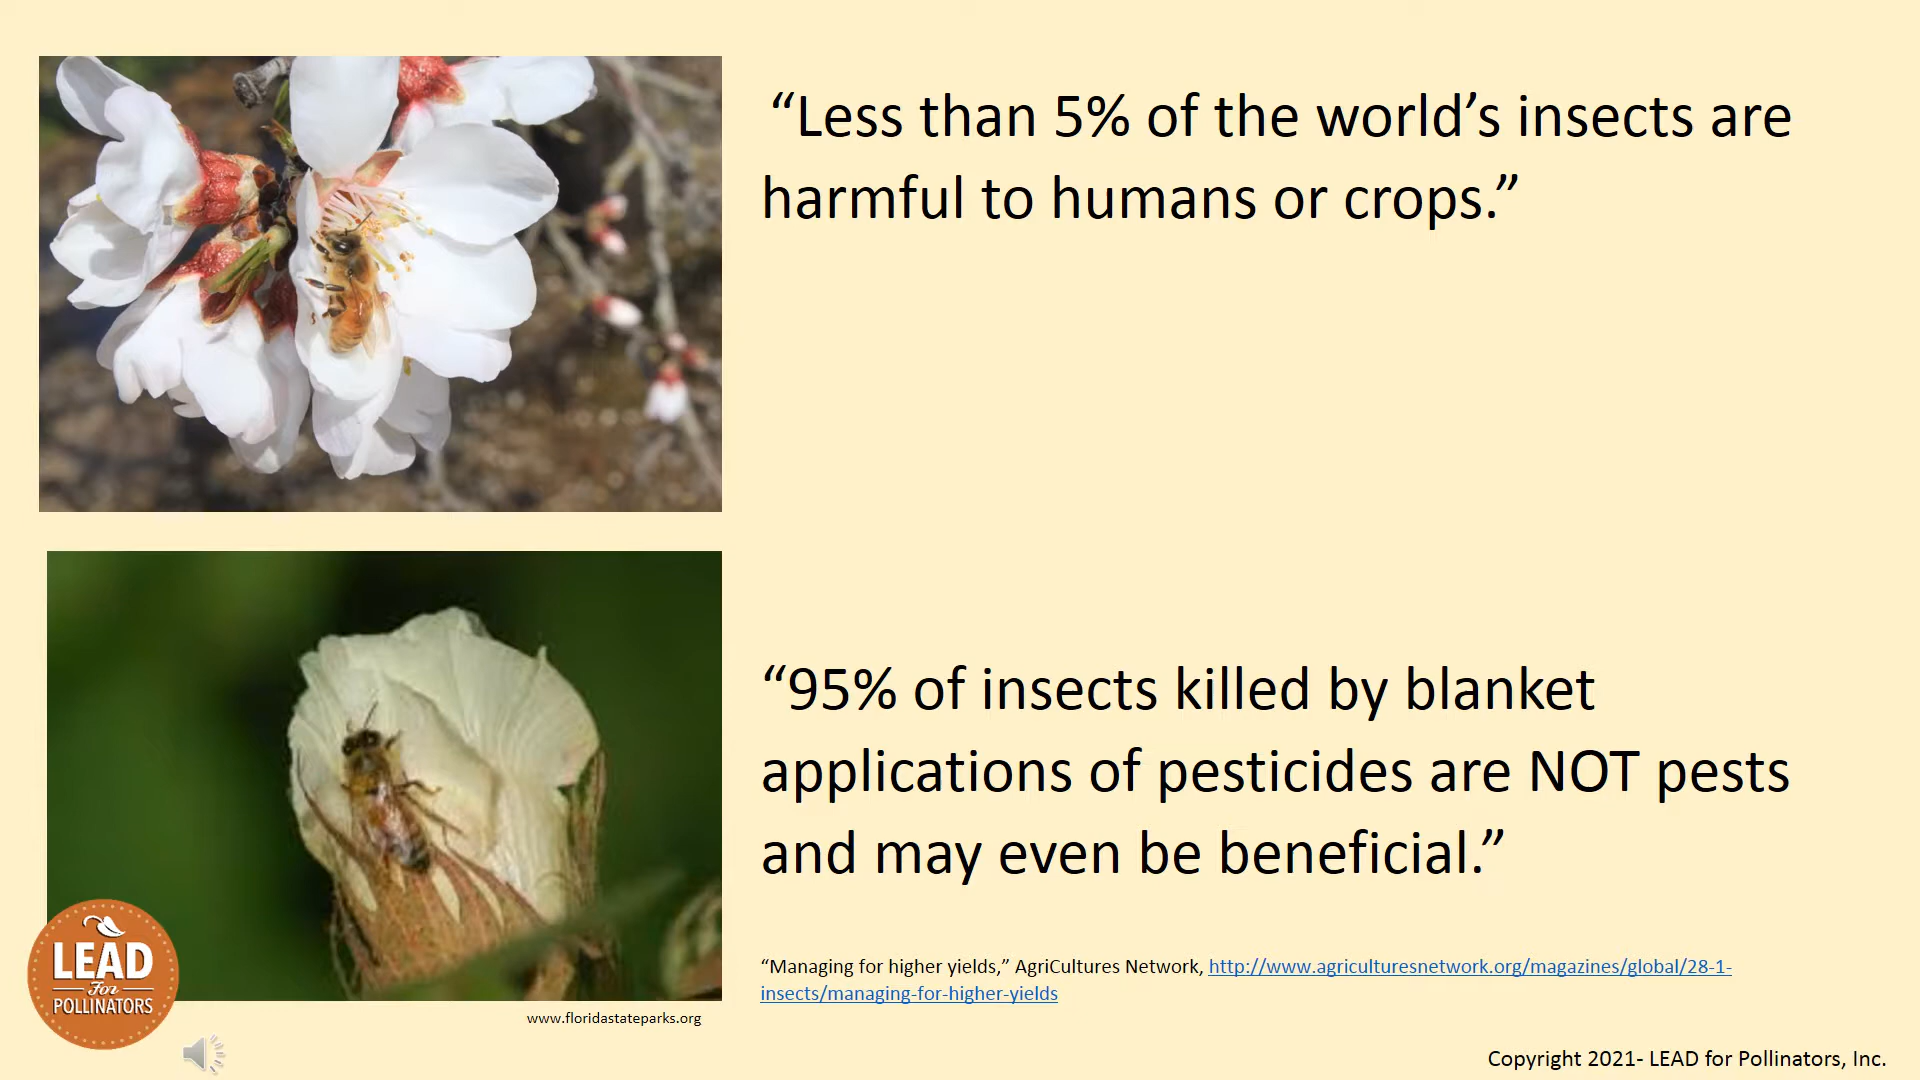 “Less than 5% of the world’s insects are
harmful to humans or crops.”
“95% of insects killed by blanket
applications of pesticides are NOT pests
and may even be beneficial.”
“Managing for higher yields,” AgriCultures Network, http://www.agriculturesnetwork.org/magazines/global/28-1-
insects/managing-for-higher-yields
LEAD
For
POLLINATORS
www.floridastateparks.org
Copyright 2021- LEAD for Pollinators, Inc.